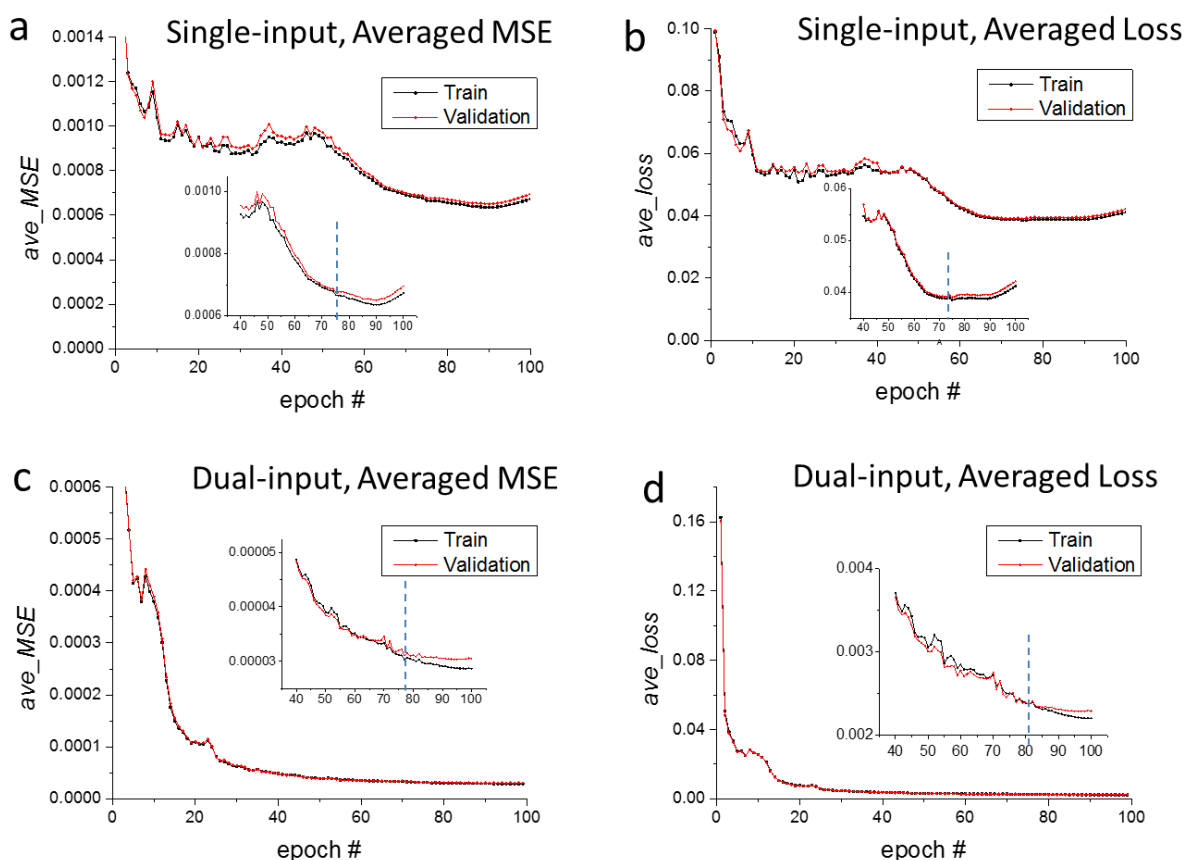 a
Single-input, Averaged MSE
0.0014
0.0012
0.0010
0.0008
0.0006
0.0004
0.0002
0.0000
ave_MSE
Train
Validation
0.0010
0.0008
0.0006
40 50 60 70 80 90 100
0 20 40 60 80 100
epoch #
b
Single-input, Averaged Loss
0.10
0.08
0.06
0.04
0.02
0.00
ave_loss
Train
Validation
0.06
0.05
0.04
40 50 60 70 80 90 100
0 20 40 60 80 100
A
epoch #
c
Dual-input, Averaged MSE
0.0006
0.0005
0.0004
0.0003
0.0002
0.0001
0.0000
ave_MSE
Train
Validation
0.00005
0.00004
0.00003
40 50 60 70 80 90 100
0 20 40 60 80 100
epoch #
d
Dual-input, Averaged Loss
0.16
0.12
0.08
0.04
0.00
ave_loss
Train
Validation
0.004
0.003
0.002
40 50 60 70 80 90 100
0 20 40 60 80 100
epoch #